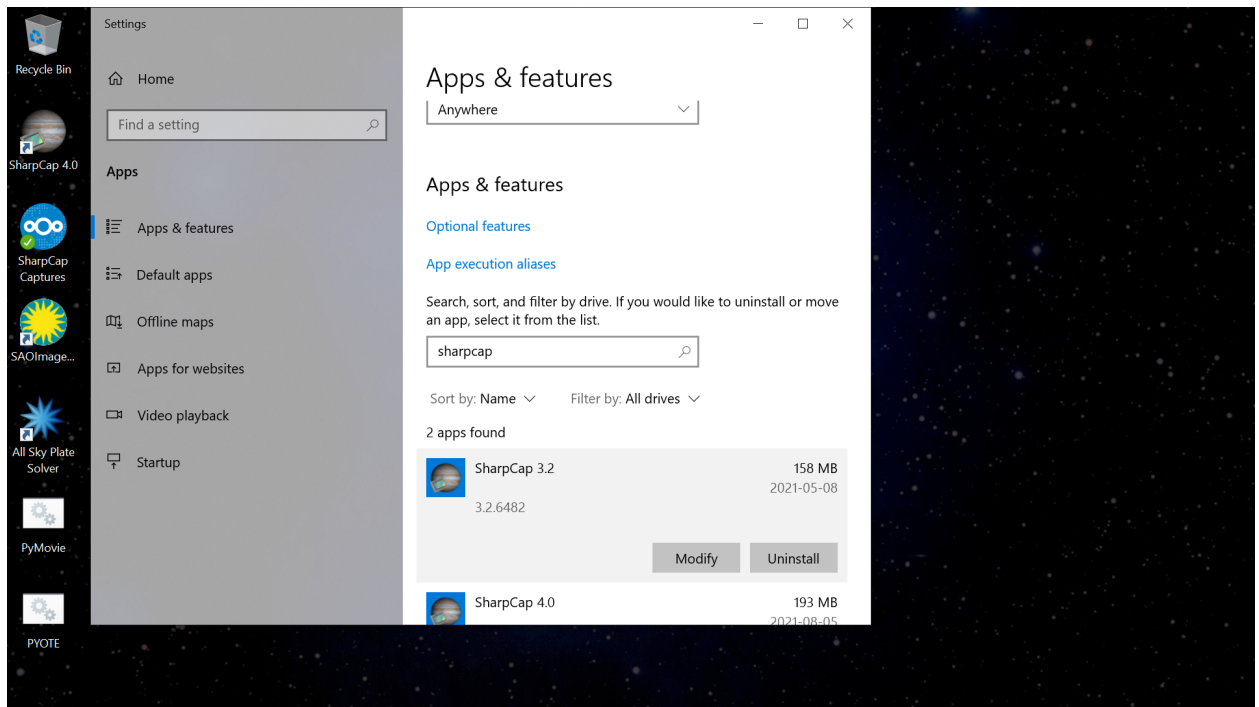 Recycle Bin
SharpCap 4.0
SharpCap
Captures
SAOImage...
All Sky Plate
Solver
PyMovie
PYOTE
Settings
Home
Find a setting
Apps
Apps & features
Default apps
Offline maps
Apps for websites
Video playback
Startup
Apps & features
Anywhere
Apps & features
Optional features
App execution aliases
Search, sort, and filter by drive. If you would like to uninstall or move
an app, select it from the list.
sharpcap
Sort by: Name Filter by: All drives
2 apps found
SharpCap 3.2 158 MB
2021-05-08
3.2.6482
Modify Uninstall
SharpCap 4.0 193 MB
2021-08-05